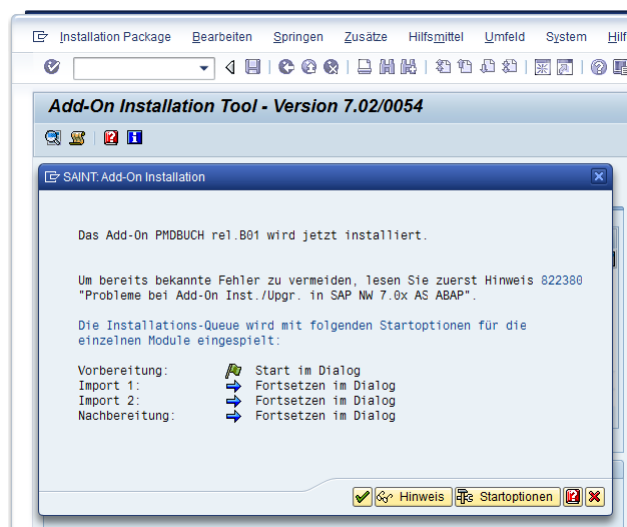 Installation Package Bearbeiten Springen Zusätze Hilfsmittel Umfeld System Hilf
Add-On Installation Tool - Version 7.02/0054
SAINT: Add-On Installation
Das Add-On PMDBUCH rel.B01 wird jetzt installiert.
Um bereits bekannte Fehler zu vermeiden, lesen Sie zuerst Hinweis 822380
"Probleme bei Add-On Inst./Upgr. in SAP NW 7.0x AS ABAP".
Die Installations-Queue wird mit folgenden Startoptionen für die
einzelnen Module eingespielt:
Vorbereitung: Start im Dialog
Import 1: Fortsetzen im Dialog
Import 2: Fortsetzen im Dialog
Nachbereitung: Fortsetzen im Dialog
Hinweis Startoptionen